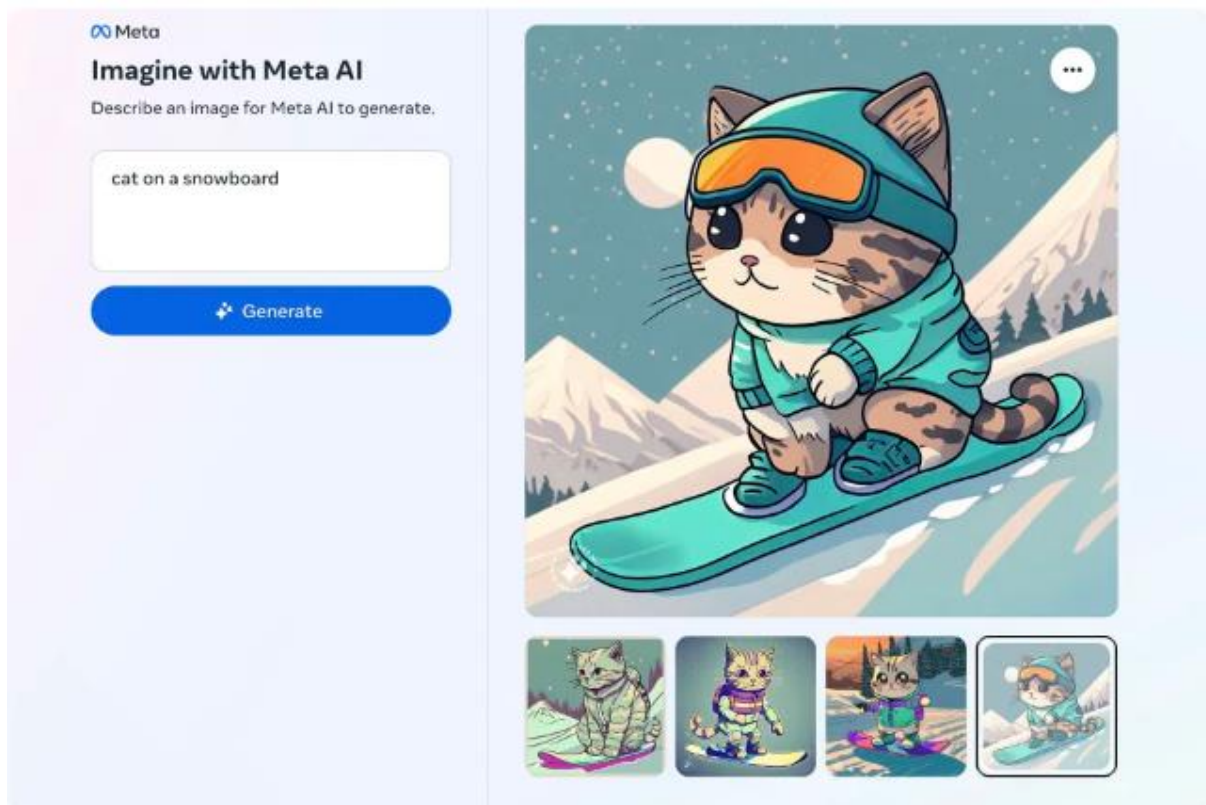 Meta
Imagine with Meta AI
Describe an image for Meta AI to generate.
cat on a snowboard
Generate